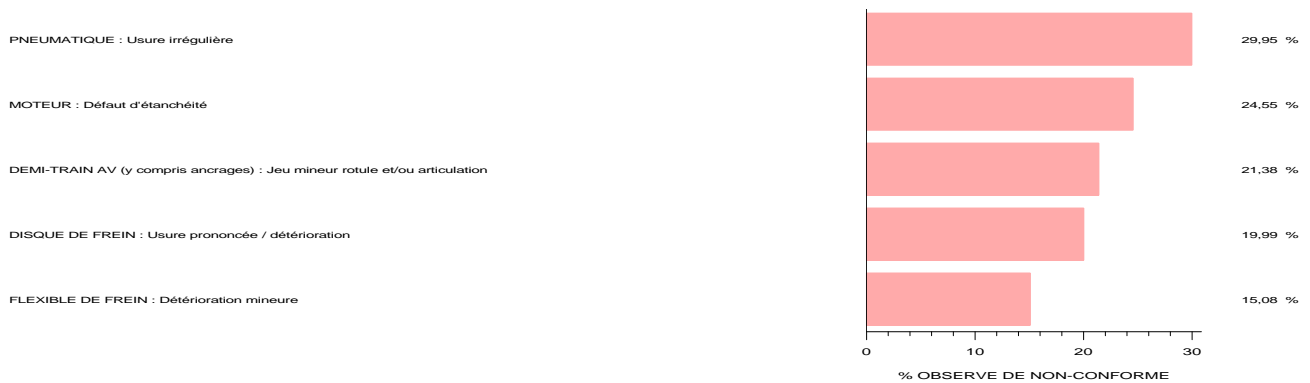 PNEUMATIQUE : Usure irrégulière 29,95 %
MOTEUR : Défaut d'étanchéité 24,55 %
DEMI-TRAIN AV (y compris ancrages) : Jeu mineur rotule et/ou articulation 21,38 %
DISQUE DE FREIN : Usure prononcée / détérioration 19,99 %
FLEXIBLE DE FREIN : Détérioration mineure 15,08 %
0 10 20 30
% OBSERVE DE NON-CONFORME